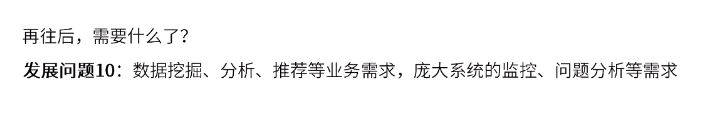 再往后，需要什么了？
发展问题10：数据挖掘、分析、推荐等业务需求，庞大系统的监控、问题分析等需求